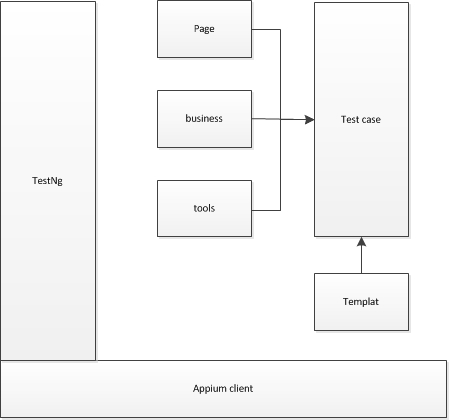 Page
business
Test case
TestNg
tools
Templat
Appium client